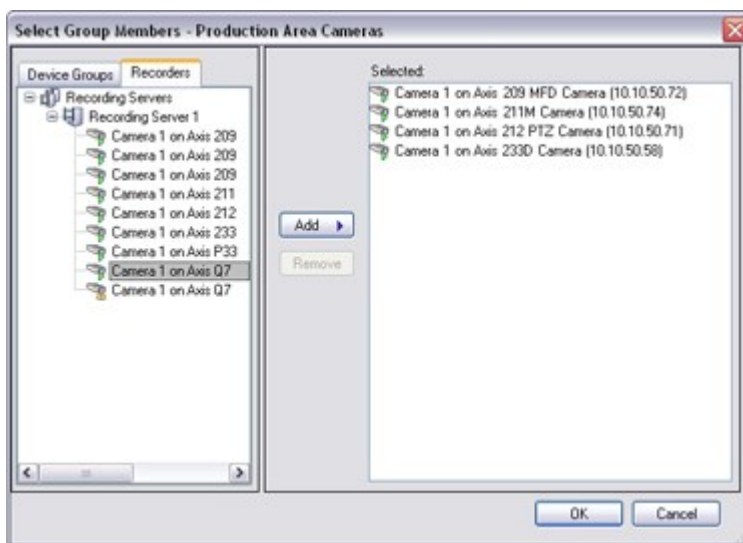 Select Group Members - Production Area Cameras
Device Groups
Recorders
Recording Servers
Recording Server 1
Camera 1 on Axis 209
Camera 1 on Axis 209
Camera 1 on Axis 209
Camera 1 on Axis 211
Camera 1 on Axis 212
Camera 1 on Axis 233
Camera 1 on Axis P33
Camera 1 on Axis Q7
Camera 1 on Axis Q7
Add
Remove
Selected:
Camera 1 on Axis 209 MFD Camera (10.10.50.72)
Camera 1 on Axis 211M Camera (10.10.50.74)
Camera 1 on Axis 212 PTZ Camera (10.10.50.71)
Camera 1 on Axis 233D Camera (10.10.50.58)
OK
Cancel